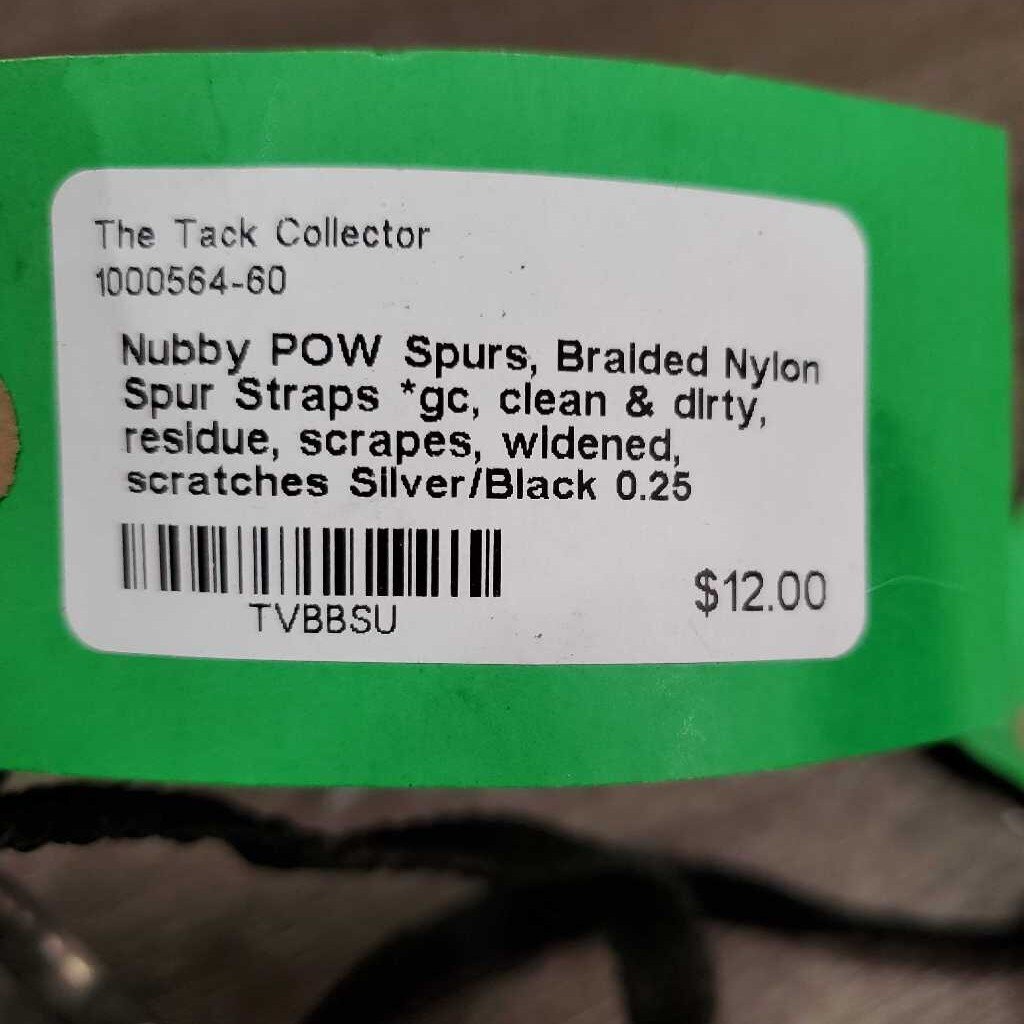 The Tack Collector
1000564-60
Nubby POW Spurs, Braided Nylon
Spur Straps *gc, clean & dirty,
residue, scrapes, widened,
scratches Silver/Black 0.25
TVBBSU
$12.00